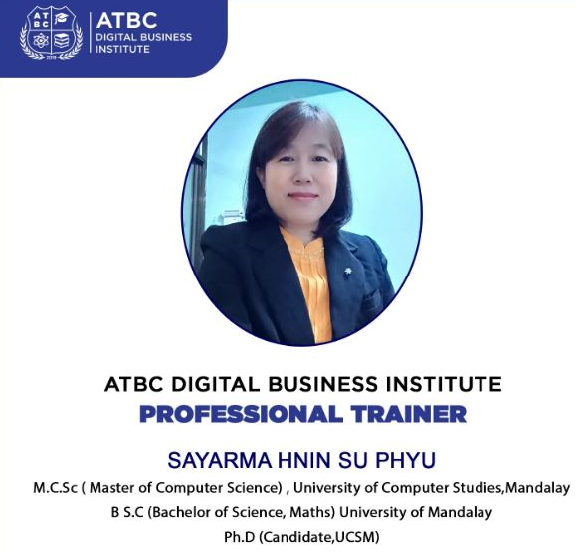 A T
B C
ATBC
DIGITAL BUSINESS
INSTITUTE
2019
ATBC DIGITAL BUSINESS INSTITUTE
PROFESSIONAL TRAINER
SAYARMA HNIN SU PHYU
M.C.Sc ( Master of Computer Science) , University of Computer Studies,Mandalay
B S.C (Bachelor of Science, Maths) University of Mandalay
Ph.D (Candidate,UCSM)